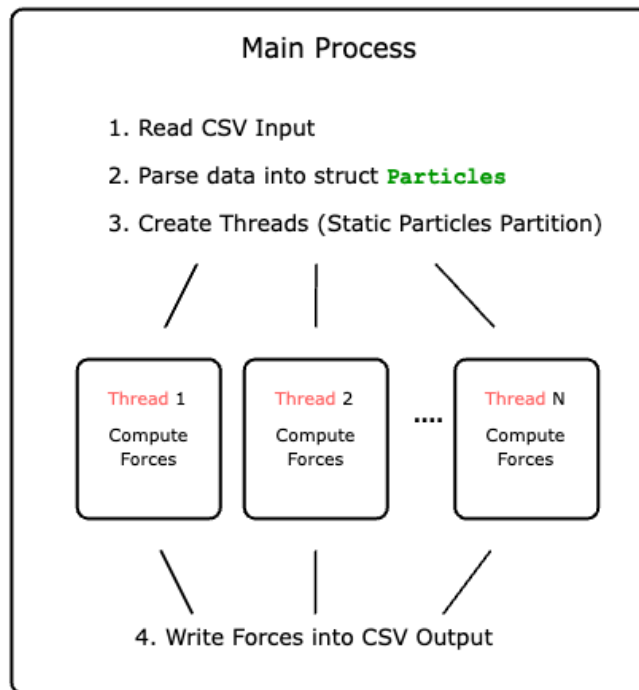 Main Process
1. Read CSV Input
2. Parse data into struct Particles
3. Create Threads (Static Particles Partition)
Thread 1
Compute
Forces
Thread 2
Compute
Forces
....
Thread N
Compute
Forces
4. Write Forces into CSV Output